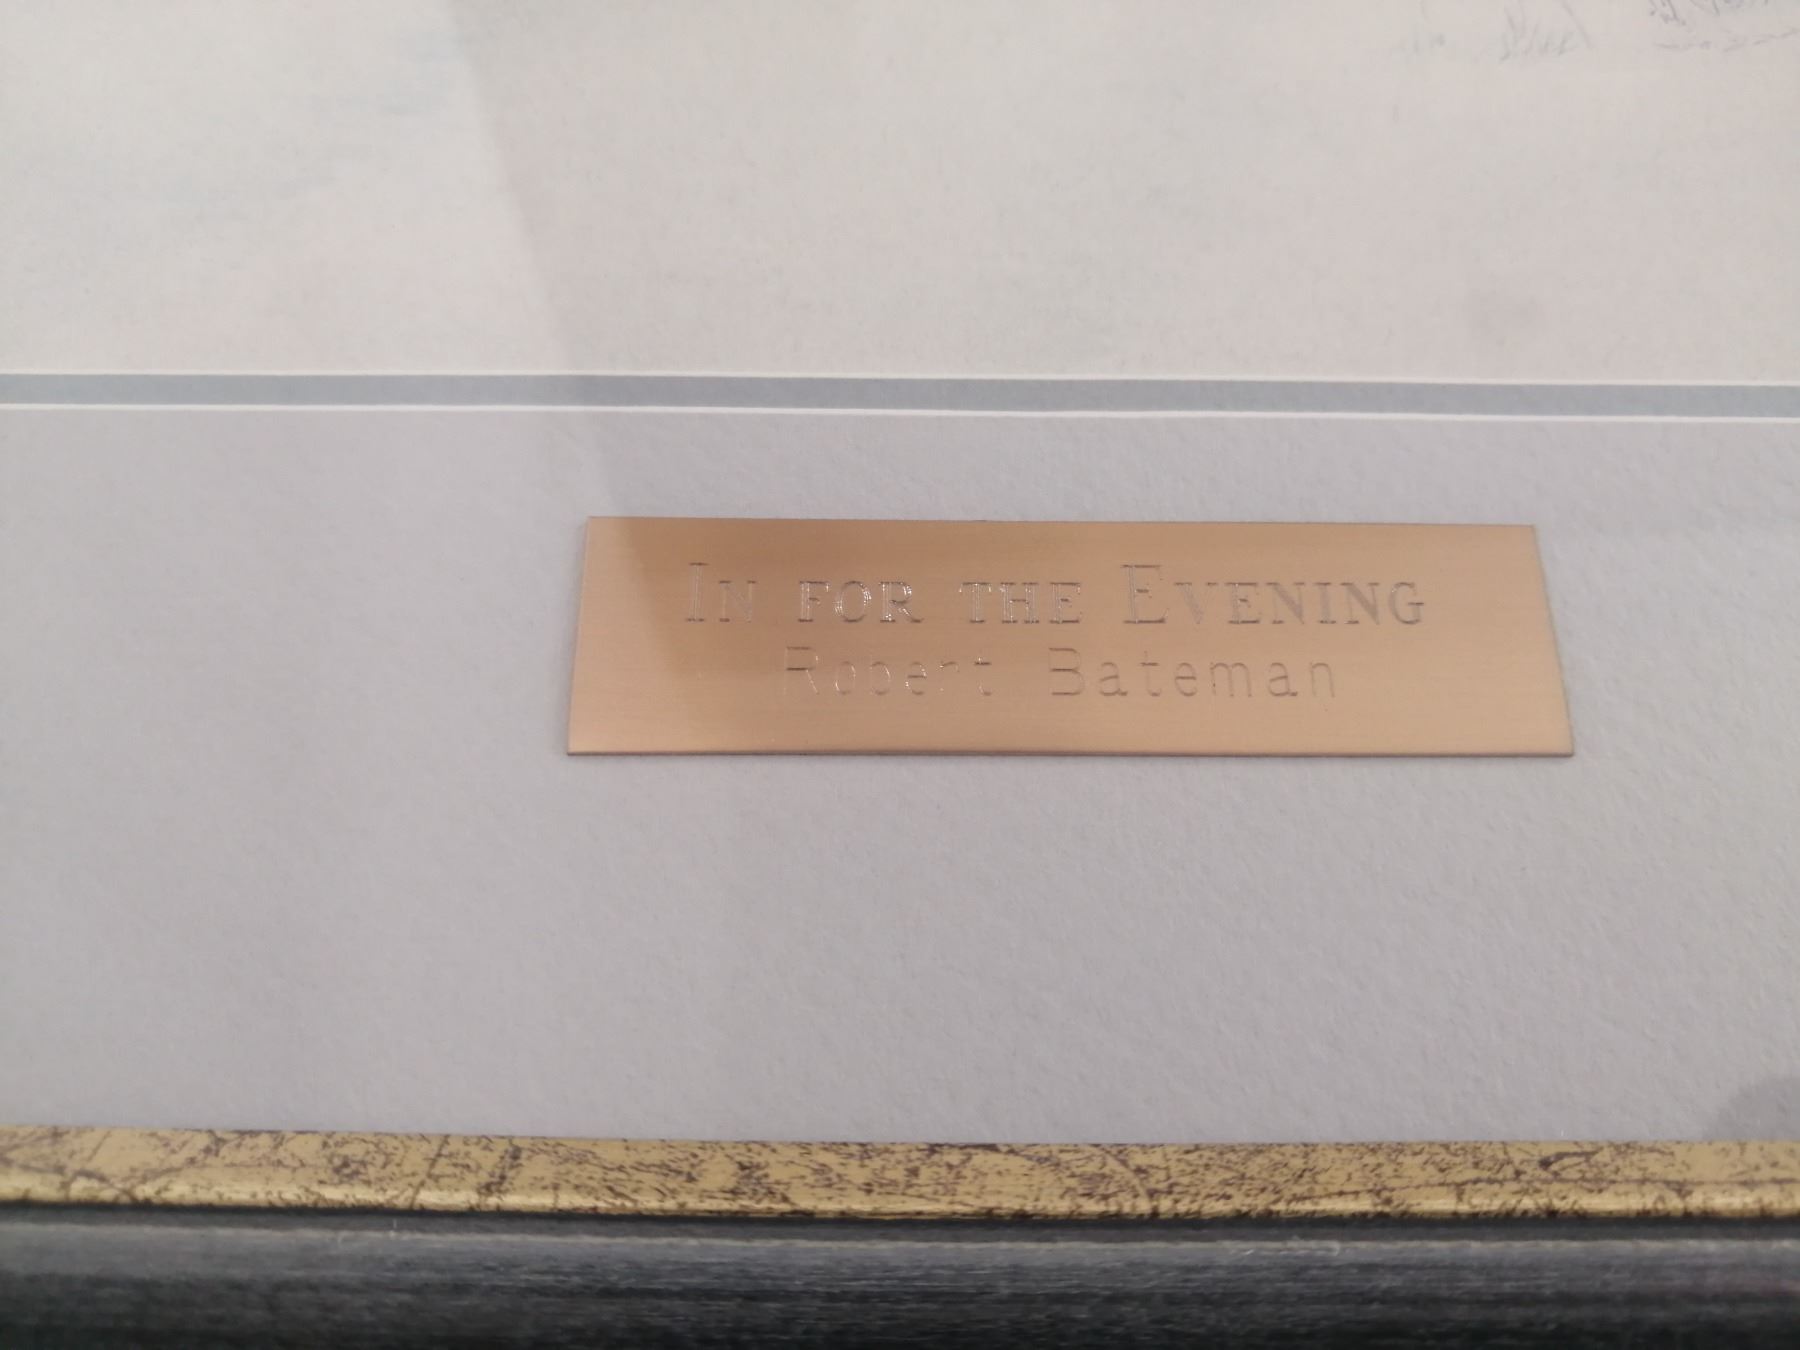 In for the Evening
Robert Bateman